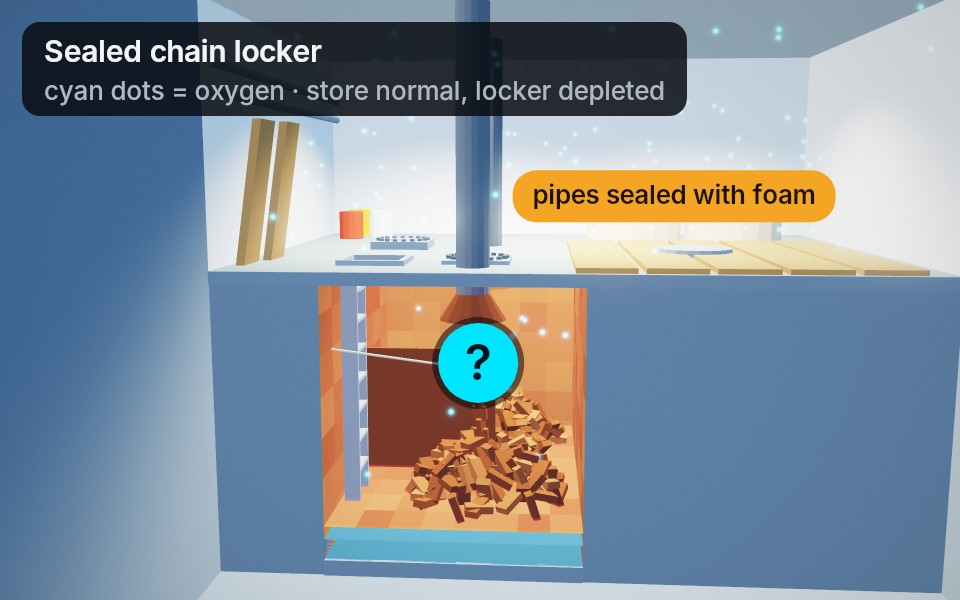 Sealed chain locker
cyan dots = oxygen · store normal, locker depleted
pipes sealed with foam
?